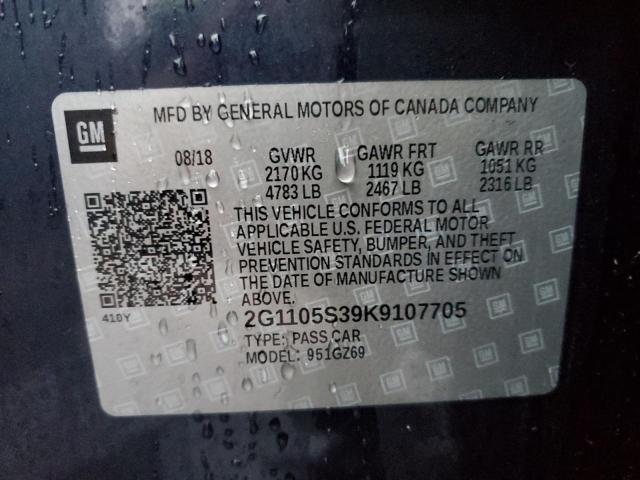 GM
MFD BY GENERAL MOTORS OF CANADA COMPANY
08/18 GVWR GAWR FRT GAWR RR
2170 KG 1119 KG 1051 KG
4783 LB 2467 LB 2316 LB
THIS VEHICLE CONFORMS TO ALL
APPLICABLE U.S. FEDERAL MOTOR
VEHICLE SAFETY, BUMPER, AND THEFT
PREVENTION STANDARDS IN EFFECT ON
THE DATE OF MANUFACTURE SHOWN
ABOVE.
410Y
2G1105S39K9107705
TYPE: PASS CAR
MODEL: 951GZ69